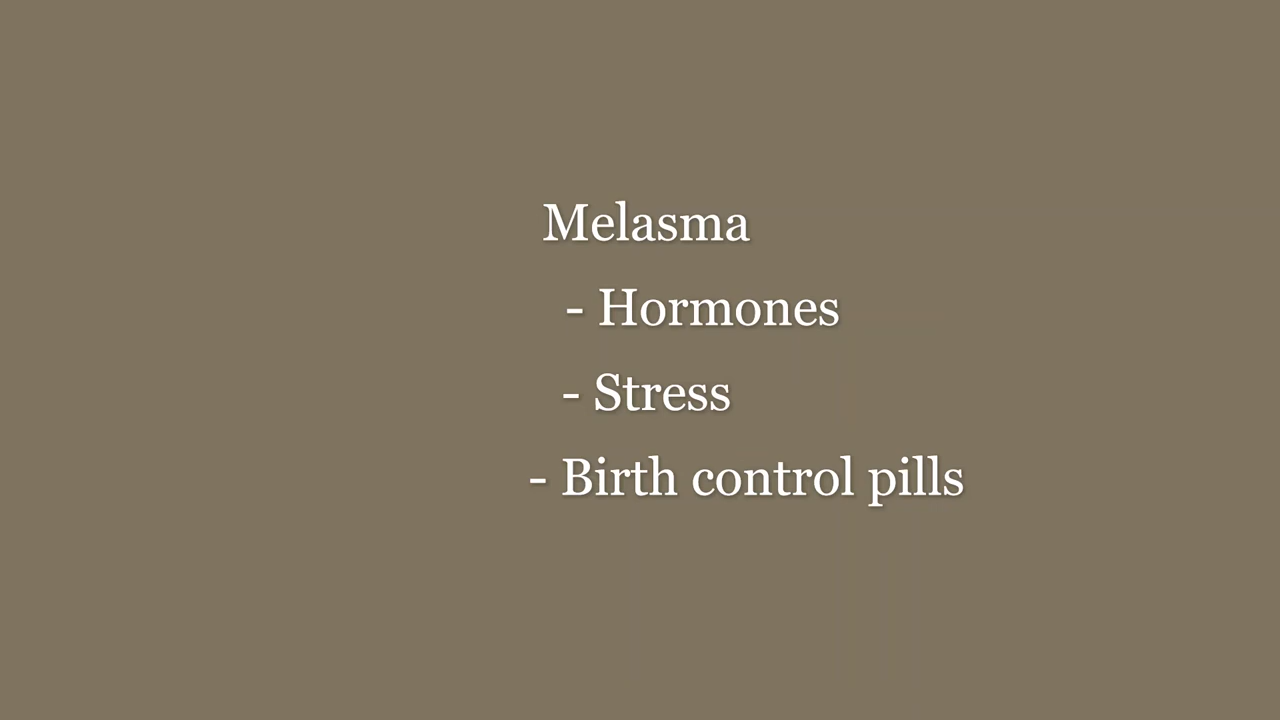 Melasma
- Hormones
- Stress
- Birth control pills